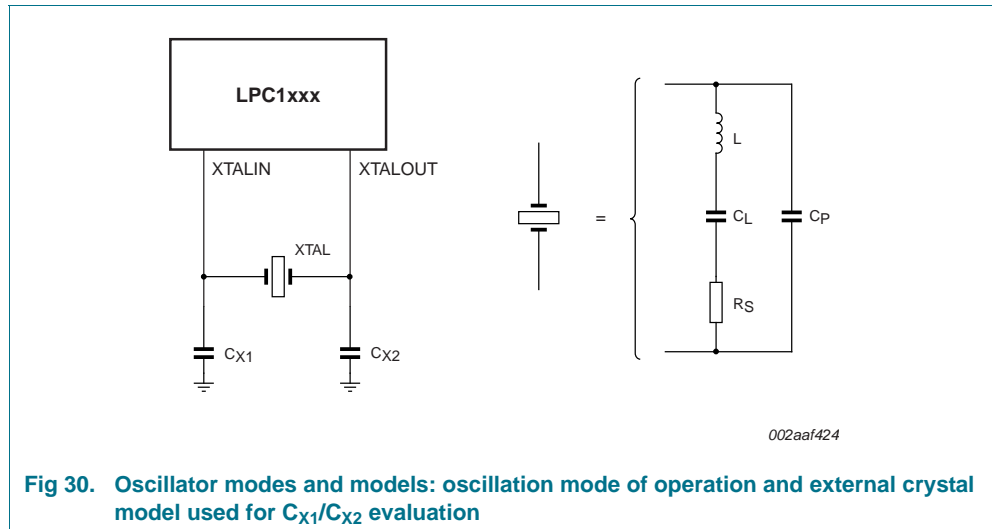 LPC1xxx
XTALIN
XTALOUT
XTAL
CX1
CX2
=
L
CL
CP
RS
002aaf424
Fig 30. Oscillator modes and models: oscillation mode of operation and external crystal
model used for CX1/CX2 evaluation